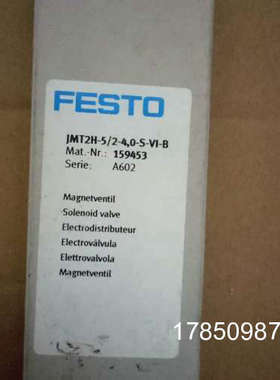 FESTO
JMT2H-5/2-4,0-S-VI-B
Mat.-Nr.: 159453
Serie: A602
Magnetventil
Solenoid valve
Electrodistributeur
Electroválvula
Elettrovalvola
Magnetventil
17850987